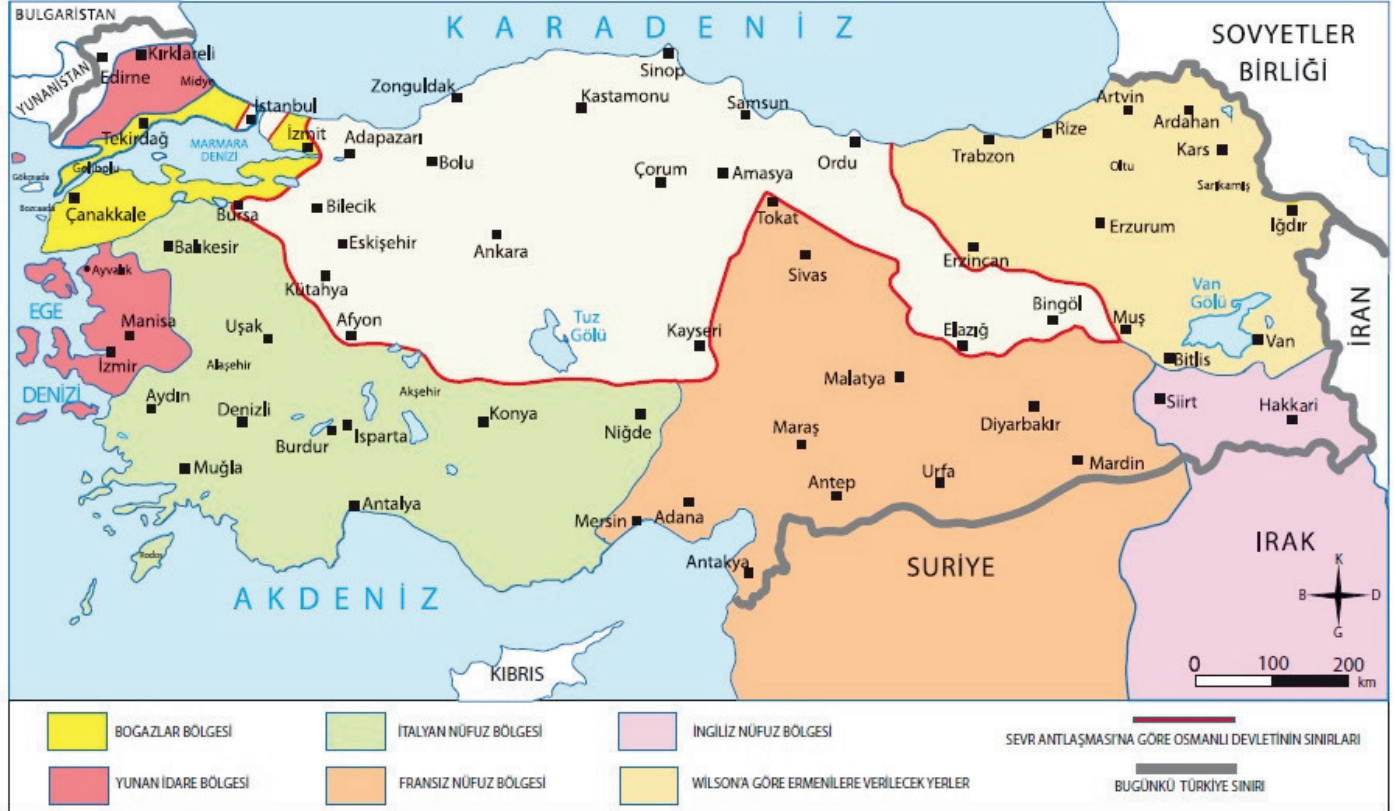 BULGARİSTAN
KARADENİZ
SOVYETLER
BİRLİĞİ
YUNANİSTAN
Edirne
Kırklareli
Midye
Sinop
Zonguldak
Kastamonu
Samsun
Artvin
Ardahan
İstanbul
Tekirdağ
İzmit
Adapazarı
Rize
Trabzon
Ordu
Kars
MARMARA
DENİZİ
Bolu
Oltu
Gelibolu
Gökçeada
Çorum
Amasya
Sarıkamış
Bozcaada
Çanakkale
Bursa
Bilecik
Tokat
Erzurum
Iğdır
Balıkesir
Eskişehir
Ankara
Sivas
Erzincan
Ayvalık
Kütahya
Van
Gölü
İRAN
EGE
DENİZİ
Manisa
Uşak
Afyon
Tuz
Gölü
Kayseri
Elazığ
Bingöl
Muş
Van
İzmir
Alaşehir
Bitlis
Akşehir
Malatya
Aydın
Denizli
Konya
Siirt
Hakkari
Burdur
Isparta
Niğde
Maraş
Diyarbakır
Muğla
Antep
Urfa
Mardin
Antalya
Mersin
Adana
Rodos
Antakya
SURİYE
IRAK
AKDENİZ
K
B
D
G
KIBRIS
0 100 200
km
BOĞAZLAR BÖLGESİ
İTALYAN NÜFUZ BÖLGESİ
İNGİLİZ NÜFUZ BÖLGESİ
SEVR ANTLAŞMASI'NA GÖRE OSMANLI DEVLETİNİN SINIRLARI
YUNAN İDARE BÖLGESİ
FRANSIZ NÜFUZ BÖLGESİ
WİLSON'A GÖRE ERMENİLERE VERİLECEK YERLER
BUGÜNKÜ TÜRKİYE SINIRI